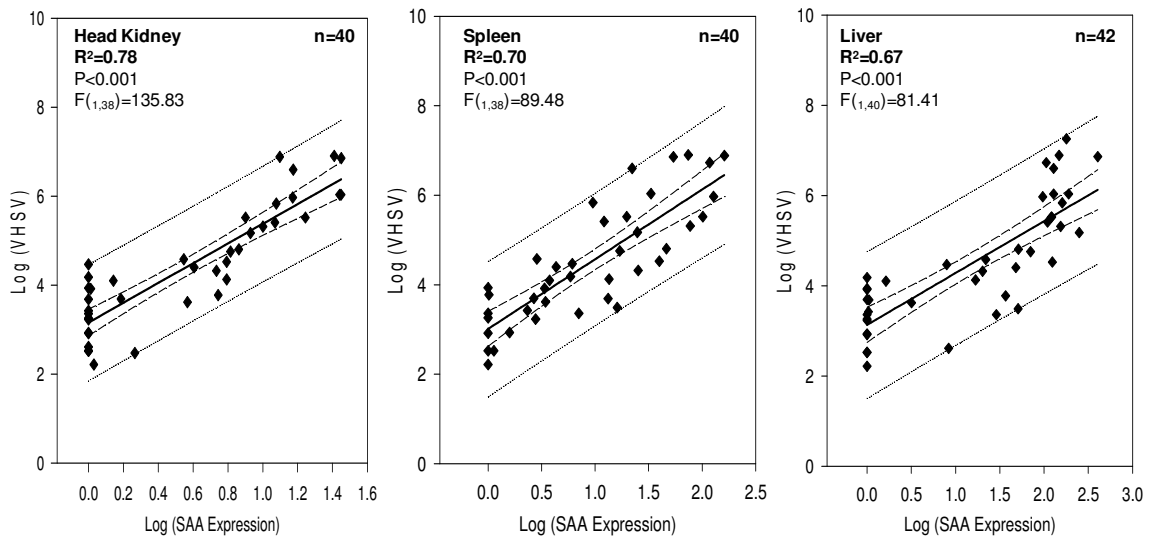 Head Kidney n=40
R²=0.78
P<0.001
F(1,38)=135.83
10
8
6
4
2
0
Log (VHSV)
0.0 0.2 0.4 0.6 0.8 1.0 1.2 1.4 1.6
Log (SAA Expression)
Spleen n=40
R²=0.70
P<0.001
F(1,38)=89.48
10
8
6
4
2
0
Log (VHSV)
0.0 0.5 1.0 1.5 2.0 2.5
Log (SAA Expression)
Liver n=42
R²=0.67
P<0.001
F(1,40)=81.41
10
8
6
4
2
0
Log (VHSV)
0.0 0.5 1.0 1.5 2.0 2.5 3.0
Log (SAA Expression)